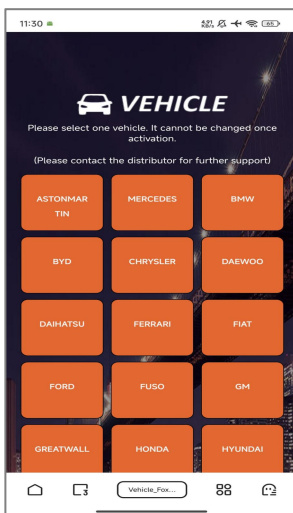 11:30
VEHICLE
Please select one vehicle. It cannot be changed once
activation.
(Please contact the distributor for further support)
ASTONMAR
TIN
MERCEDES
BMW
BYD
CHRYSLER
DAEWOO
DAIHATSU
FERRARI
FIAT
FORD
FUSO
GM
GREATWALL
HONDA
HYUNDAI
3
Vehicle_Fox...